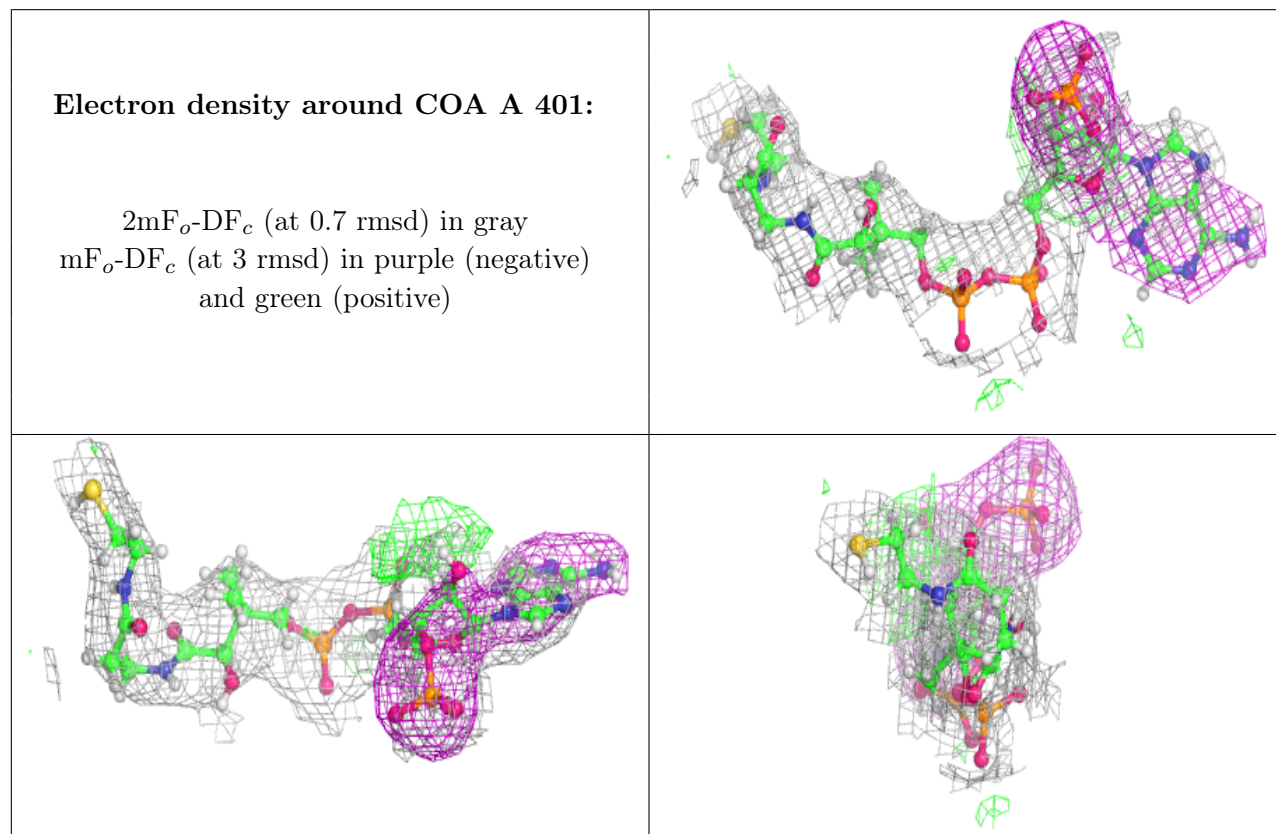 Electron density around COA A 401:
2mFₒ-DF𝒸 (at 0.7 rmsd) in gray
mFₒ-DF𝒸 (at 3 rmsd) in purple (negative)
and green (positive)